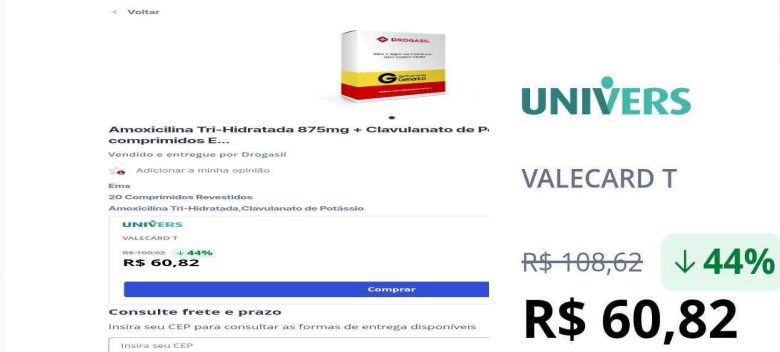 < Voltar
DROGASIL
G Medicamento Genérico
Amoxicilina Tri-Hidratada 875mg + Clavulanato de P
comprimidos E...
Vendido e entregue por Drogasil
Adicionar a minha opinião
Ems
20 Comprimidos Revestidos
Amoxicilina Tri-Hidratada,Clavulanato de Potássio
UNIVERS
VALECARD T
R$ 108,62 ↓ 44%
R$ 60,82
Comprar
Consulte frete e prazo
Insira seu CEP para consultar as formas de entrega disponíveis
Insira seu CEP
UNIVERS
VALECARD T
R$ 108,62 ↓ 44%
R$ 60,82